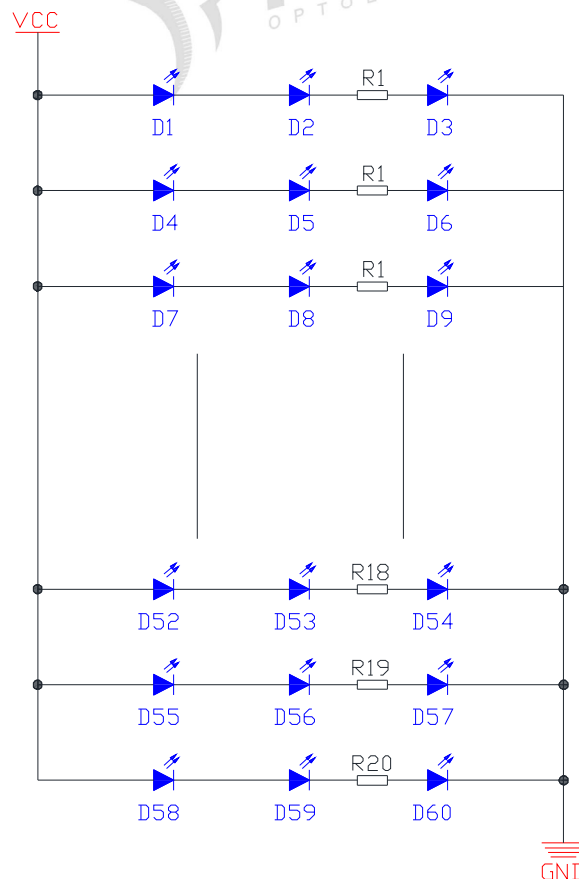 OPTO
VCC
R1
D1 D2 D3
R1
D4 D5 D6
R1
D7 D8 D9
R18
D52 D53 D54
R19
D55 D56 D57
R20
D58 D59 D60